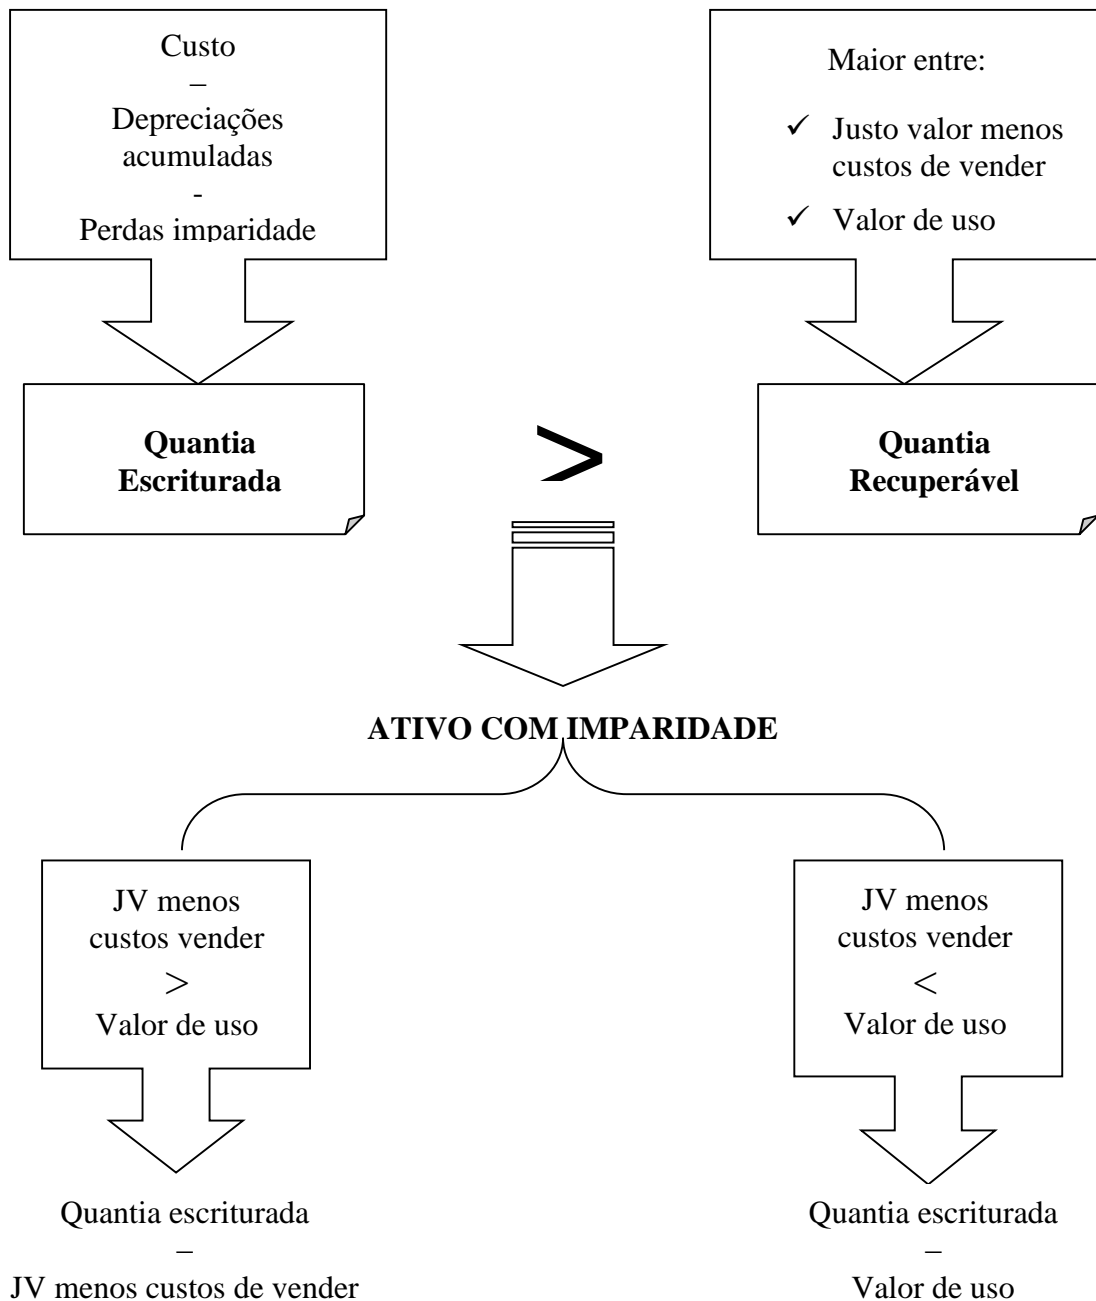 Custo
–
Depreciações
acumuladas
-
Perdas imparidade
Maior entre:
✓ Justo valor menos
custos de vender
✓ Valor de uso
Quantia
Escriturada
>
Quantia
Recuperável
ATIVO COM IMPARIDADE
JV menos
custos vender
>
Valor de uso
JV menos
custos vender
<
Valor de uso
Quantia escriturada
–
JV menos custos de vender
Quantia escriturada
–
Valor de uso